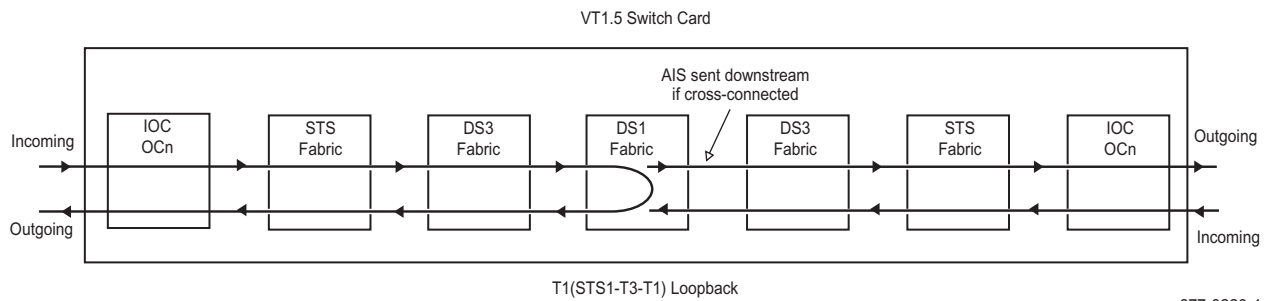 VT1.5 Switch Card
AIS sent downstream
if cross-connected
Incoming
IOC
OCn
STS
Fabric
DS3
Fabric
DS1
Fabric
DS3
Fabric
STS
Fabric
IOC
OCn
Outgoing
Outgoing
Incoming
T1(STS1-T3-T1) Loopback